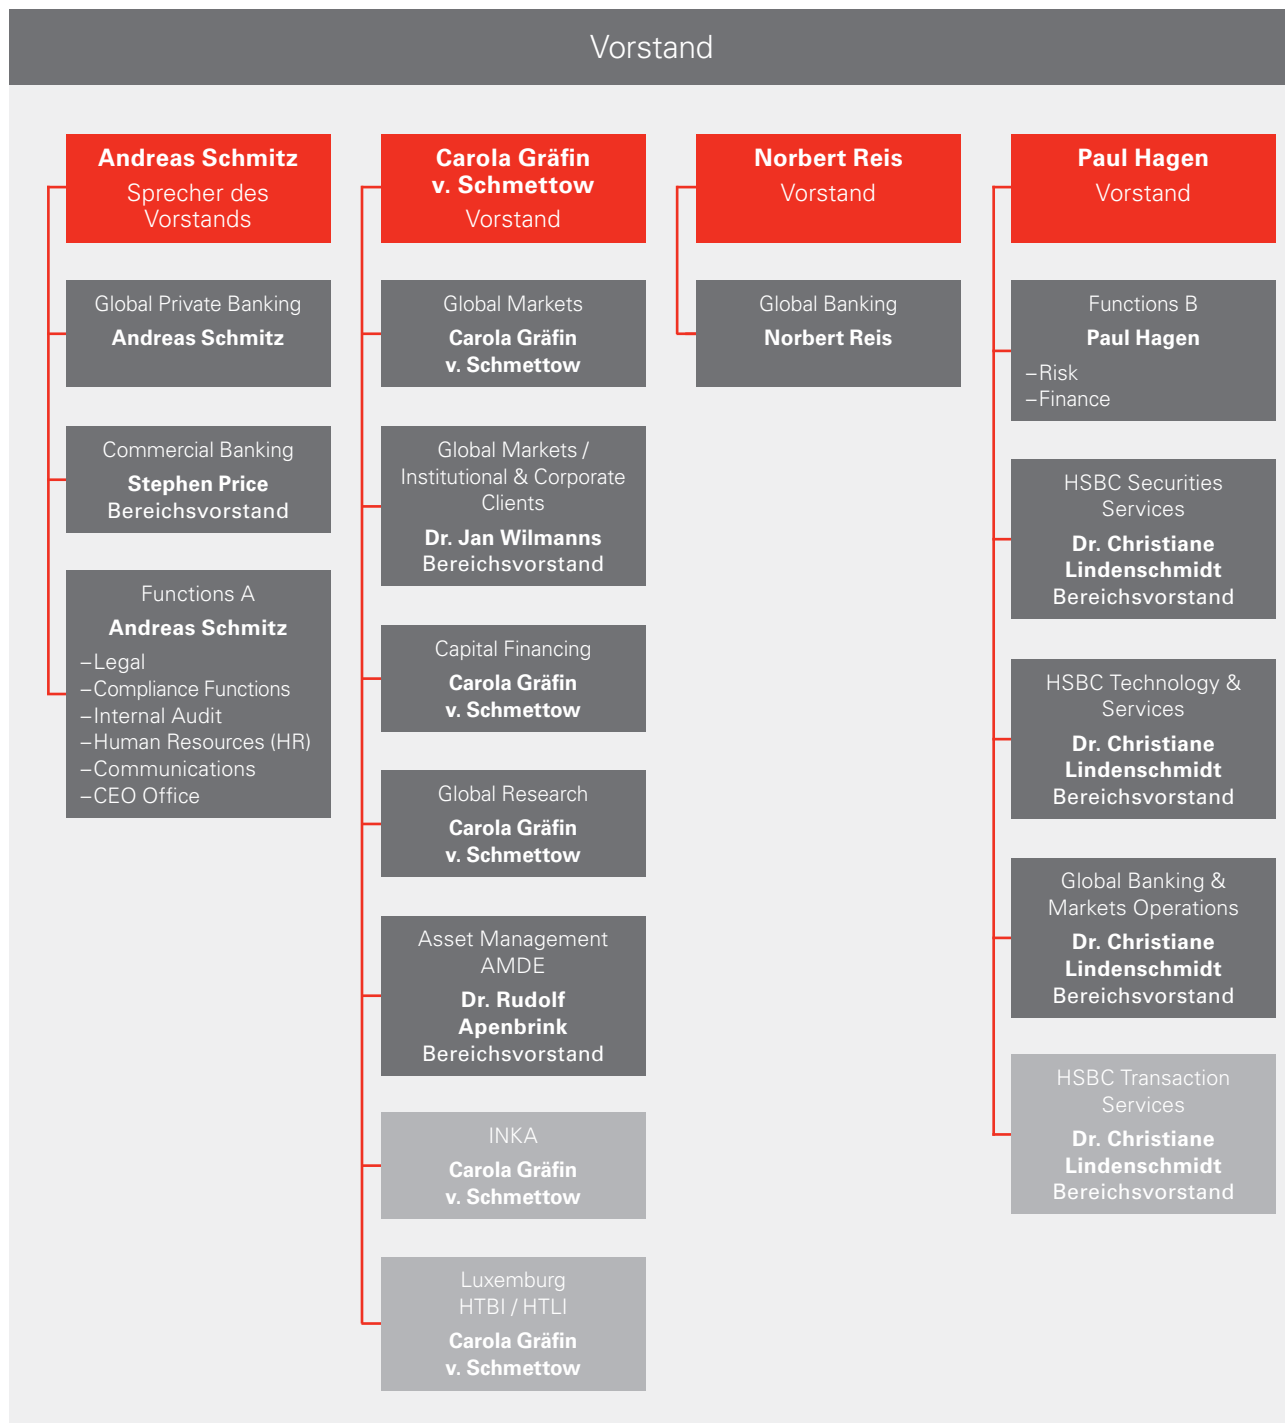 Vorstand
Andreas Schmitz
Sprecher des
Vorstands
Global Private Banking
Andreas Schmitz
Commercial Banking
Stephen Price
Bereichsvorstand
Functions A
Andreas Schmitz
–Legal
–Compliance Functions
–Internal Audit
–Human Resources (HR)
–Communications
–CEO Office
Carola Gräfin
v. Schmettow
Vorstand
Global Markets
Carola Gräfin
v. Schmettow
Global Markets /
Institutional & Corporate
Clients
Dr. Jan Wilmanns
Bereichsvorstand
Capital Financing
Carola Gräfin
v. Schmettow
Global Research
Carola Gräfin
v. Schmettow
Asset Management
AMDE
Dr. Rudolf
Apenbrink
Bereichsvorstand
INKA
Carola Gräfin
v. Schmettow
Luxemburg
HTBI / HTLI
Carola Gräfin
v. Schmettow
Norbert Reis
Vorstand
Global Banking
Norbert Reis
Paul Hagen
Vorstand
Functions B
Paul Hagen
–Risk
–Finance
HSBC Securities
Services
Dr. Christiane
Lindenschmidt
Bereichsvorstand
HSBC Technology &
Services
Dr. Christiane
Lindenschmidt
Bereichsvorstand
Global Banking &
Markets Operations
Dr. Christiane
Lindenschmidt
Bereichsvorstand
HSBC Transaction
Services
Dr. Christiane
Lindenschmidt
Bereichsvorstand